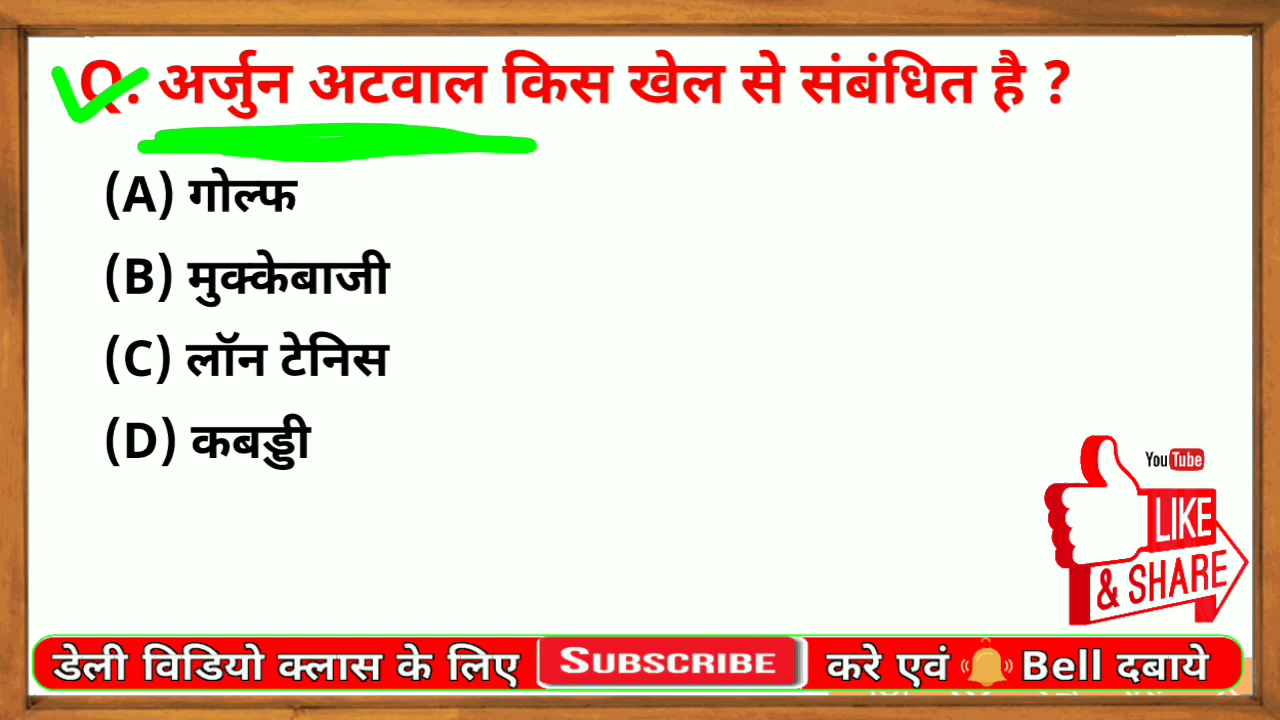 Q. अर्जुन अटवाल किस खेल से संबंधित है ?
(A) गोल्फ
(B) मुक्केबाजी
(C) लॉन टेनिस
(D) कबड्डी
YouTube
LIKE
& SHARE
डेली विडियो क्लास के लिए SUBSCRIBE करे एवं Bell दबाये